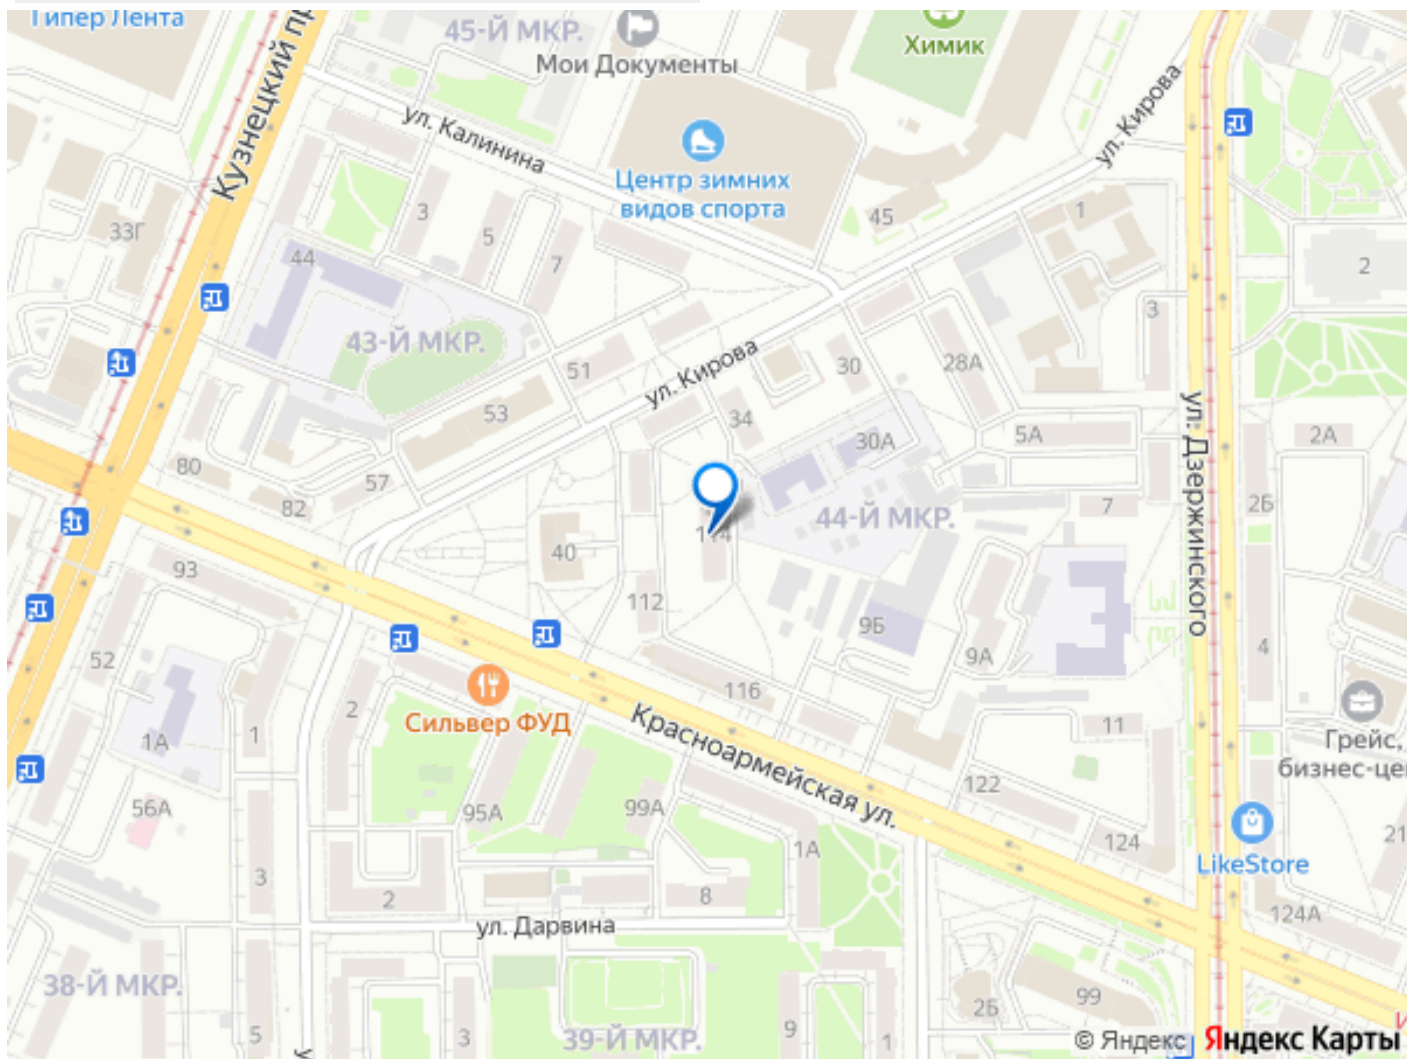 Гипер Лента
45-Й МКР.
Мои Документы
Химик
Кузнецкий пр
ул. Калинина
ул. Кирова
Центр зимних
видов спорта
33Г
3
5
7
45
1
2
44
43-Й МКР.
51
ул. Кирова
30
28А
3
53
34
30А
5А
ул. Дзержинского
2А
80
57
82
114
44-Й МКР.
7
2Б
40
93
112
9Б
9А
4
52
116
2
Сильвер ФУД
1
1А
Красноармейская ул.
11
Грейс,
бизнес-це
56А
95А
99А
122
124
1А
LikeStore
21
3
2
8
124А
ул. Дарвина
38-Й МКР.
5
3
39-Й МКР.
9
1
2Б
99
© Яндекс Яндекс Карты